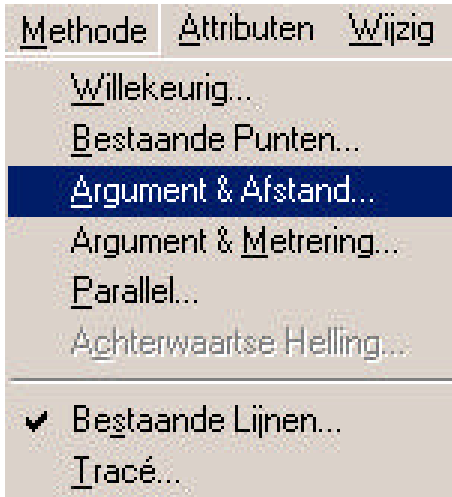 Methode Attributen Wijzig
Willekeurig...
Bestaande Punten...
Argument & Afstand...
Argument & Metrering...
Parallel...
Achterwaartse Helling...
Bestaande Lijnen...
Tracé...